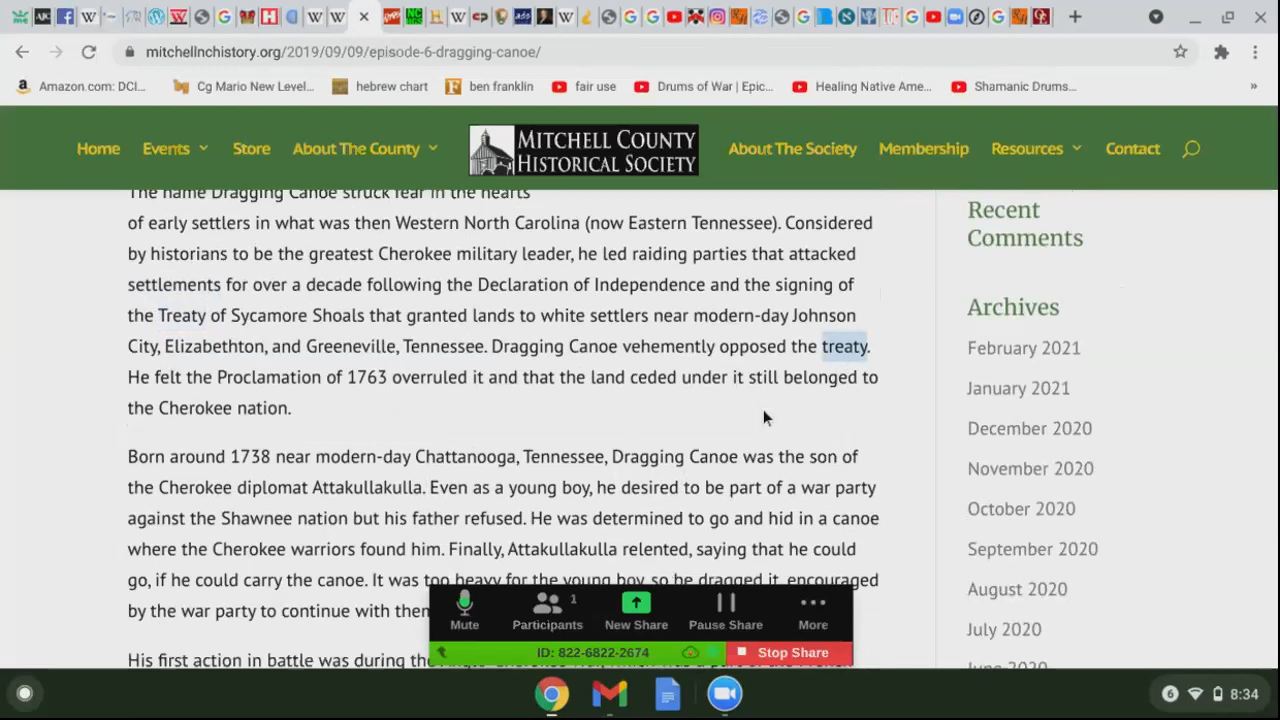 mitchellnchistory.org/2019/09/09/episode-6-dragging-canoe/
Amazon.com: DCI...
Cg Mario New Level...
hebrew chart
ben franklin
fair use
Drums of War | Epic...
Healing Native Ame...
Shamanic Drums...
»
Home
Events
Store
About The County
MITCHELL COUNTY
HISTORICAL SOCIETY
About The Society
Membership
Resources
Contact
The name Dragging Canoe struck fear in the hearts
of early settlers in what was then Western North Carolina (now Eastern Tennessee). Considered
by historians to be the greatest Cherokee military leader, he led raiding parties that attacked
settlements for over a decade following the Declaration of Independence and the signing of
the Treaty of Sycamore Shoals that granted lands to white settlers near modern-day Johnson
City, Elizabethton, and Greeneville, Tennessee. Dragging Canoe vehemently opposed the treaty.
He felt the Proclamation of 1763 overruled it and that the land ceded under it still belonged to
the Cherokee nation.
Born around 1738 near modern-day Chattanooga, Tennessee, Dragging Canoe was the son of
the Cherokee diplomat Attakullakulla. Even as a young boy, he desired to be part of a war party
against the Shawnee nation but his father refused. He was determined to go and hid in a canoe
where the Cherokee warriors found him. Finally, Attakullakulla relented, saying that he could
go, if he could carry the canoe. It was too heavy for the young boy, so he dragged it, encouraged
by the war party to continue with them
His first action in battle was during the
Recent
Comments
Archives
February 2021
January 2021
December 2020
November 2020
October 2020
September 2020
August 2020
July 2020
June 2020
Mute
Participants
1
New Share
Pause Share
More
ID: 822-6822-2674
Stop Share
6
8:34